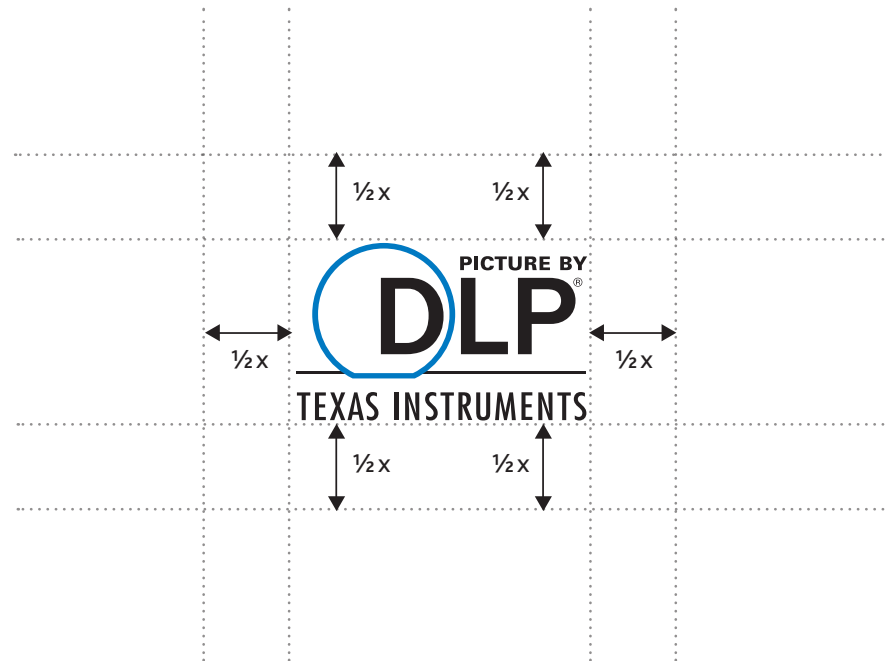 ½ x ½ x
PICTURE BY
DLP®
½ x ½ x
TEXAS INSTRUMENTS
½ x ½ x